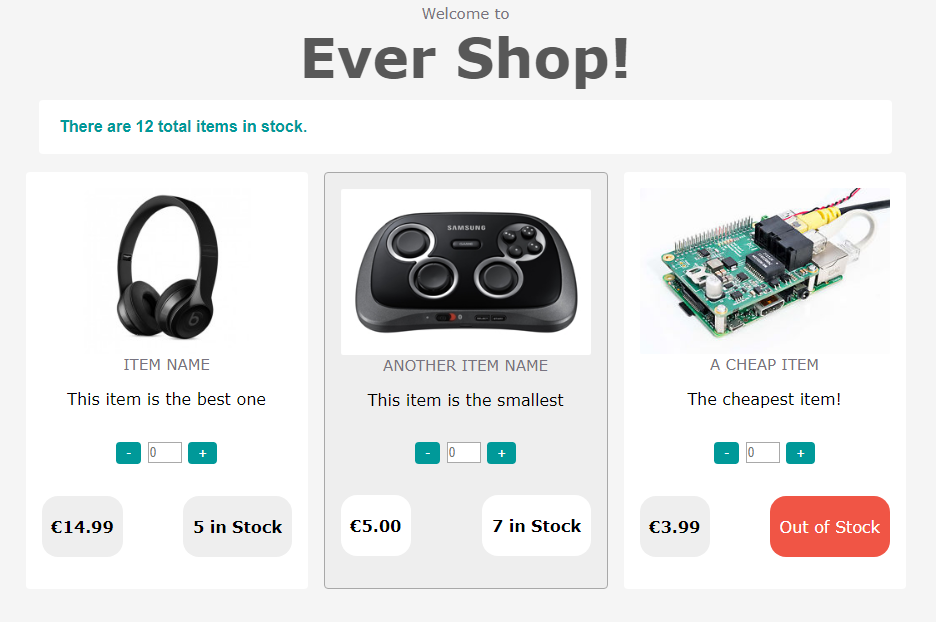 Welcome to
Ever Shop!
There are 12 total items in stock.
SAMSUNG
ITEM NAME
ANOTHER ITEM NAME
A CHEAP ITEM
This item is the best one
This item is the smallest
The cheapest item!
- 0 +
- 0 +
- 0 +
€14.99
5 in Stock
€5.00
7 in Stock
€3.99
Out of Stock